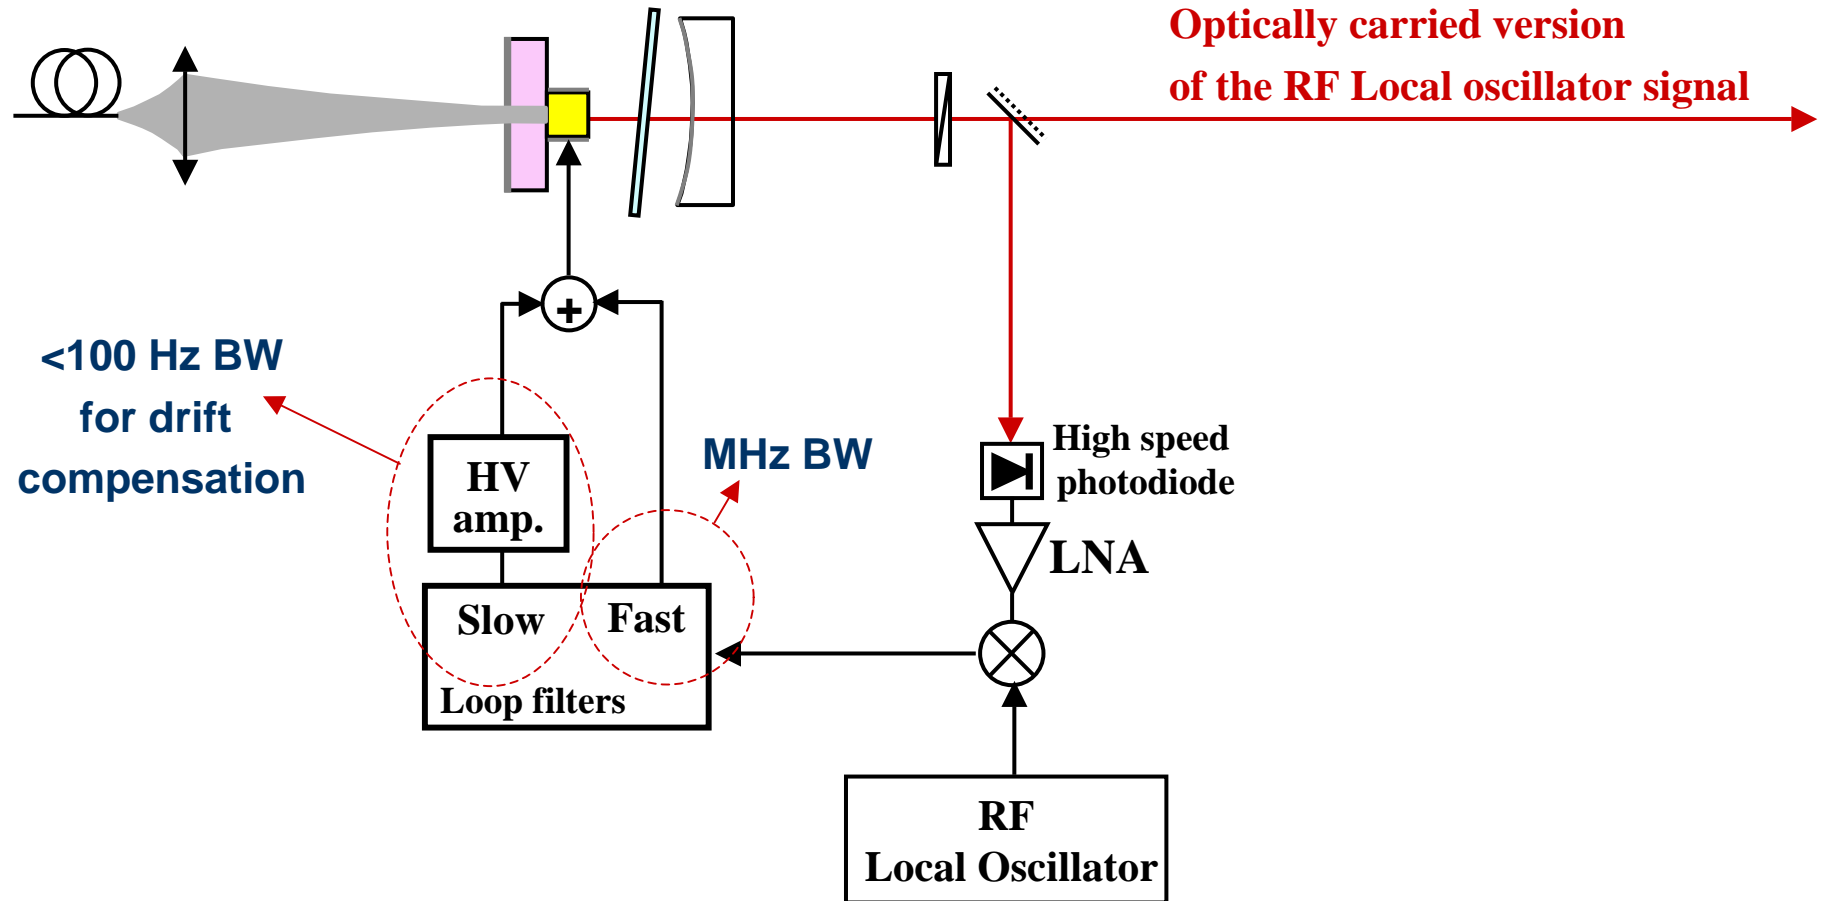 Optically carried version
of the RF Local oscillator signal
+
<100 Hz BW
for drift
compensation
HV
amp.
MHz BW
High speed
photodiode
LNA
Slow
Fast
Loop filters
RF
Local Oscillator